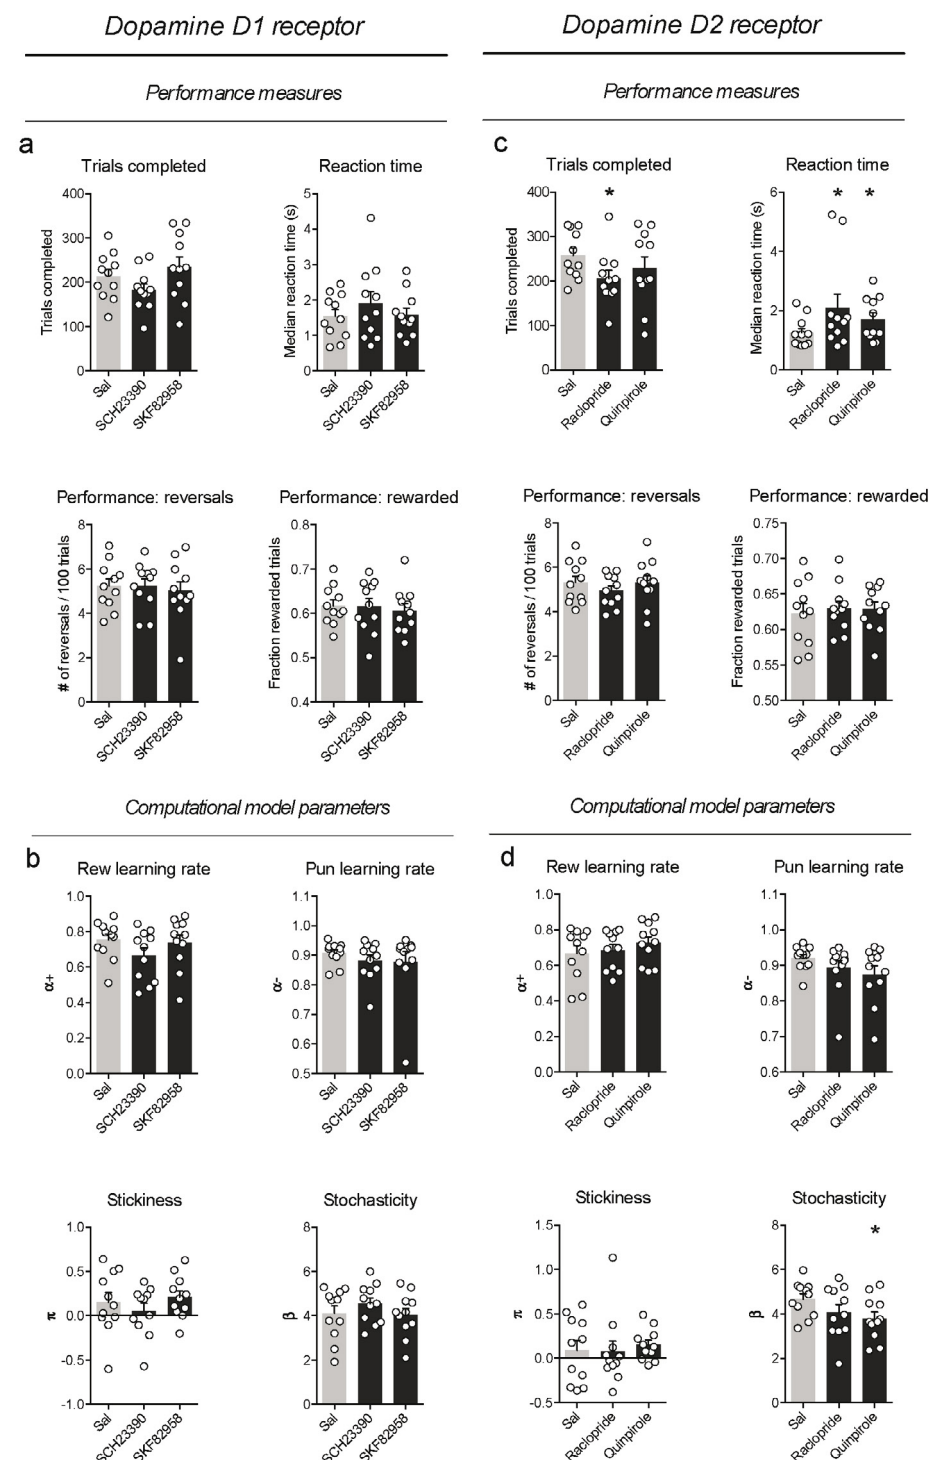 Dopamine D1 receptor
Performance measures
a
Trials completed
Trials completed
400
300
200
100
0
Sal
SCH23390
SKF82958
Reaction time
Median reaction time (s)
5
4
3
2
1
0
Sal
SCH23390
SKF82958
Performance: reversals
# of reversals / 100 trials
8
6
4
2
0
Sal
SCH23390
SKF82958
Performance: rewarded
Fraction rewarded trials
0.8
0.7
0.6
0.5
0.4
Sal
SCH23390
SKF82958
Computational model parameters
b
Rew learning rate
α+
1.0
0.8
0.6
0.4
0.2
0.0
Sal
SCH23390
SKF82958
Pun learning rate
α-
1.1
1.0
0.9
0.8
0.7
0.6
0.5
Sal
SCH23390
SKF82958
Stickiness
π
1.0
0.5
0.0
-0.5
-1.0
Sal
SCH23390
SKF82958
Stochasticity
β
8
6
4
2
0
Sal
SCH23390
SKF82958
Dopamine D2 receptor
Performance measures
c
Trials completed
Trials completed
400
300
200
100
0
*
Sal
Raclopride
Quinpirole
Reaction time
Median reaction time (s)
6
4
2
0
* *
Sal
Raclopride
Quinpirole
Performance: reversals
# of reversals / 100 trials
8
6
4
2
0
Sal
Raclopride
Quinpirole
Performance: rewarded
Fraction rewarded trials
0.75
0.70
0.65
0.60
0.55
0.50
Sal
Raclopride
Quinpirole
Computational model parameters
d
Rew learning rate
α+
1.0
0.8
0.6
0.4
0.2
0.0
Sal
Raclopride
Quinpirole
Pun learning rate
α-
1.1
1.0
0.9
0.8
0.7
0.6
Sal
Raclopride
Quinpirole
Stickiness
π
1.5
1.0
0.5
0.0
-0.5
Sal
Raclopride
Quinpirole
Stochasticity
β
8
6
4
2
0
*
Sal
Raclopride
Quinpirole